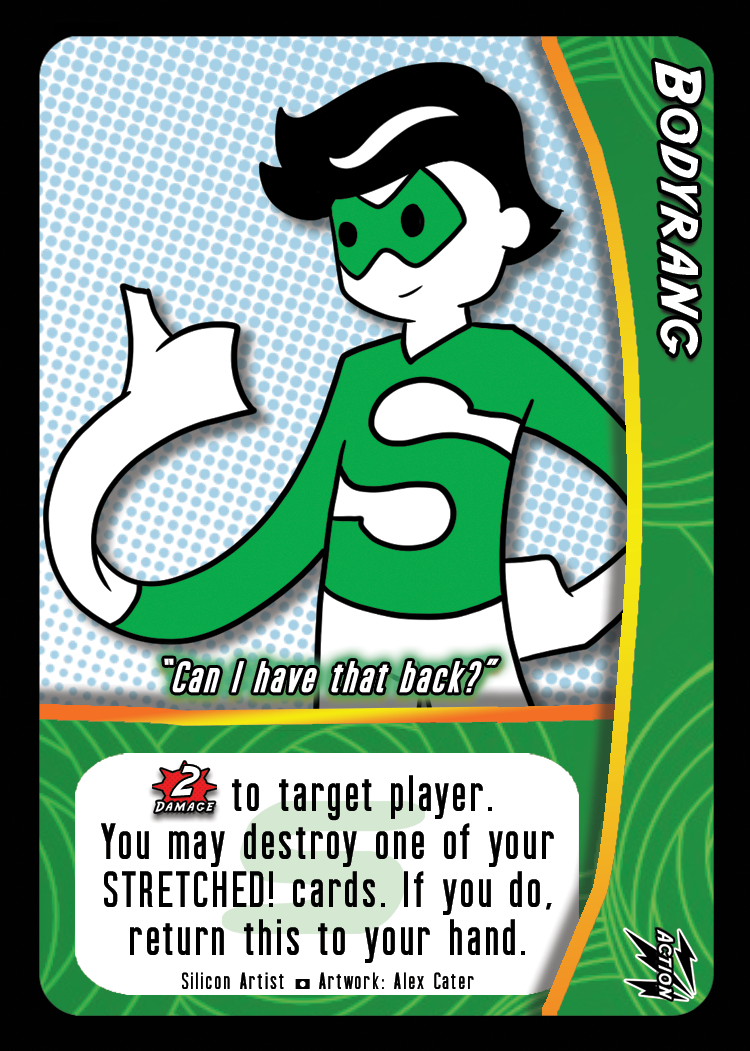 BODYRANG
S
"Can I have that back?"
2 DAMAGE to target player.
You may destroy one of your
STRETCHED! cards. If you do,
return this to your hand.
Silicon Artist Artwork: Alex Cater
ACTION